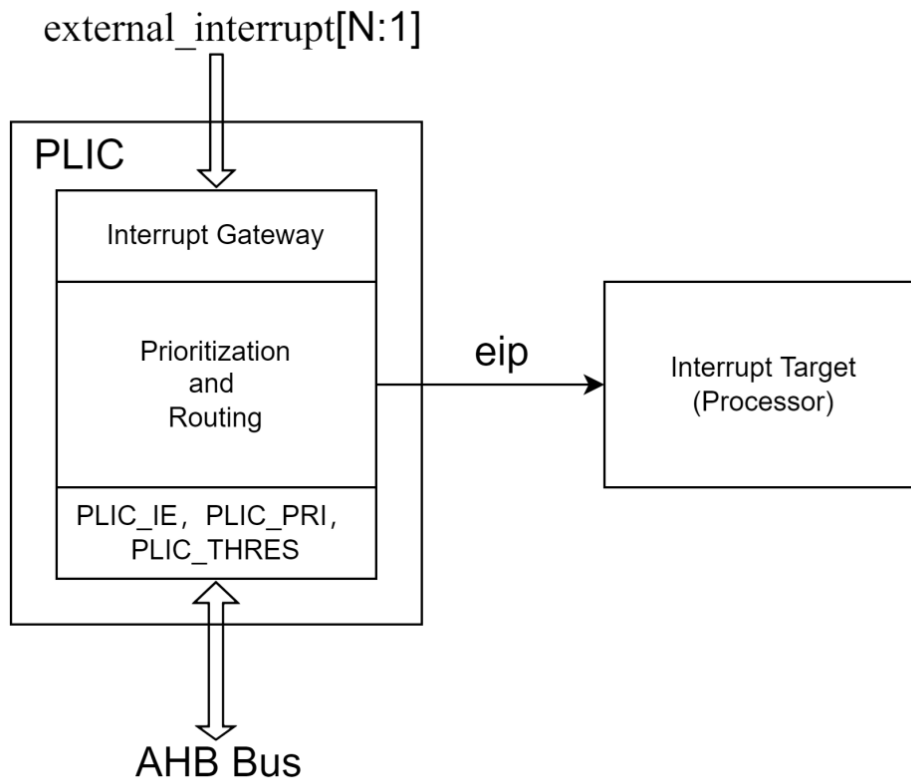 external_interrupt[N:1]
PLIC
Interrupt Gateway
Prioritization
and
Routing
eip
Interrupt Target
(Processor)
PLIC_IE，PLIC_PRI，
PLIC_THRES
AHB Bus